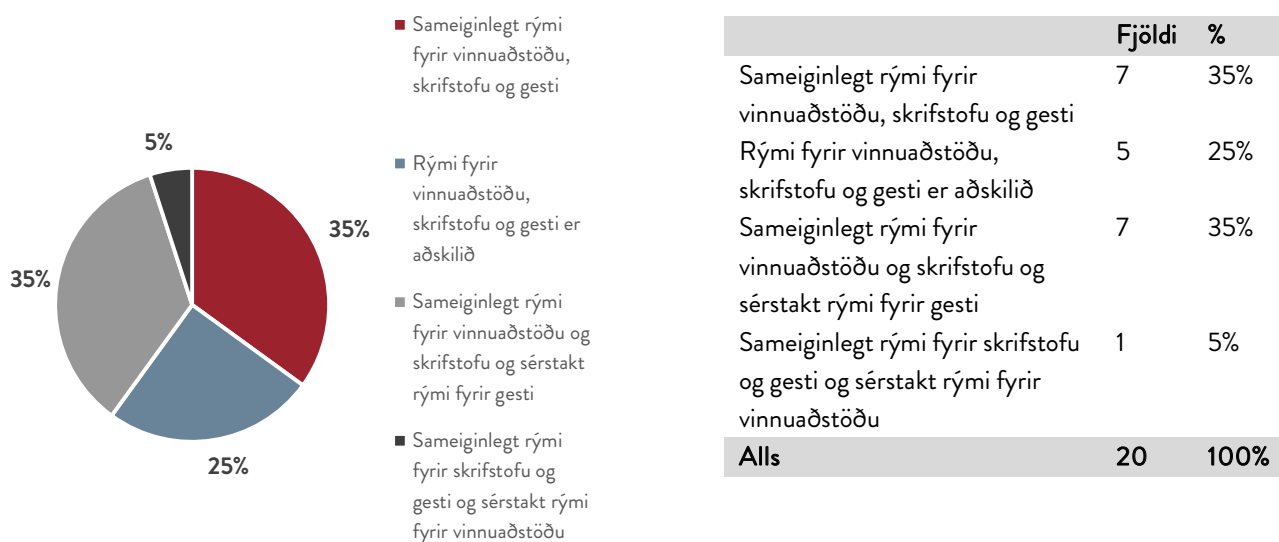 5%
35%
35%
25%
Sameiginlegt rými
fyrir vinnuaðstöðu,
skrifstofu og gesti
Rými fyrir
vinnuaðstöðu,
skrifstofu og gesti er
aðskilið
Sameiginlegt rými
fyrir vinnuaðstöðu og
skrifstofu og sérstakt
rými fyrir gesti
Sameiginlegt rými
fyrir skrifstofu og
gesti og sérstakt rými
fyrir vinnuaðstöðu
Fjöldi %
Sameiginlegt rými fyrir 7 35%
vinnuaðstöðu, skrifstofu og gesti
Rými fyrir vinnuaðstöðu, 5 25%
skrifstofu og gesti er aðskilið
Sameiginlegt rými fyrir 7 35%
vinnuaðstöðu og skrifstofu og
sérstakt rými fyrir gesti
Sameiginlegt rými fyrir skrifstofu 1 5%
og gesti og sérstakt rými fyrir
vinnuaðstöðu
Alls 20 100%